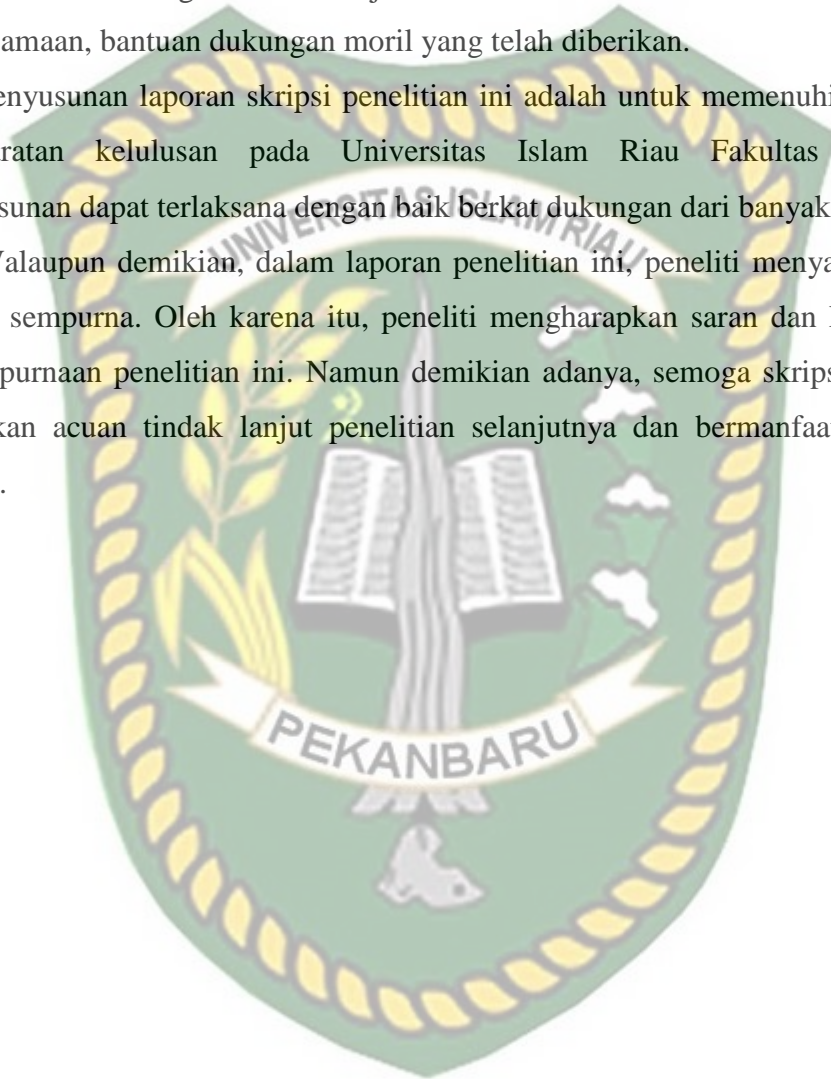 amaan, bantuan dukungan moril yang telah diberikan.
enyusunan laporan skripsi penelitian ini adalah untuk memenuhi
ratan kelulusan pada Universitas Islam Riau Fakultas
sunan dapat terlaksana dengan baik berkat dukungan dari banyak
Walaupun demikian, dalam laporan penelitian ini, peneliti menya
sempurna. Oleh karena itu, peneliti mengharapkan saran dan
purnaan penelitian ini. Namun demikian adanya, semoga skrips
kan acuan tindak lanjut penelitian selanjutnya dan bermanfaat
.
UNIVERSITAS ISLAM RIAU
PEKANBARU